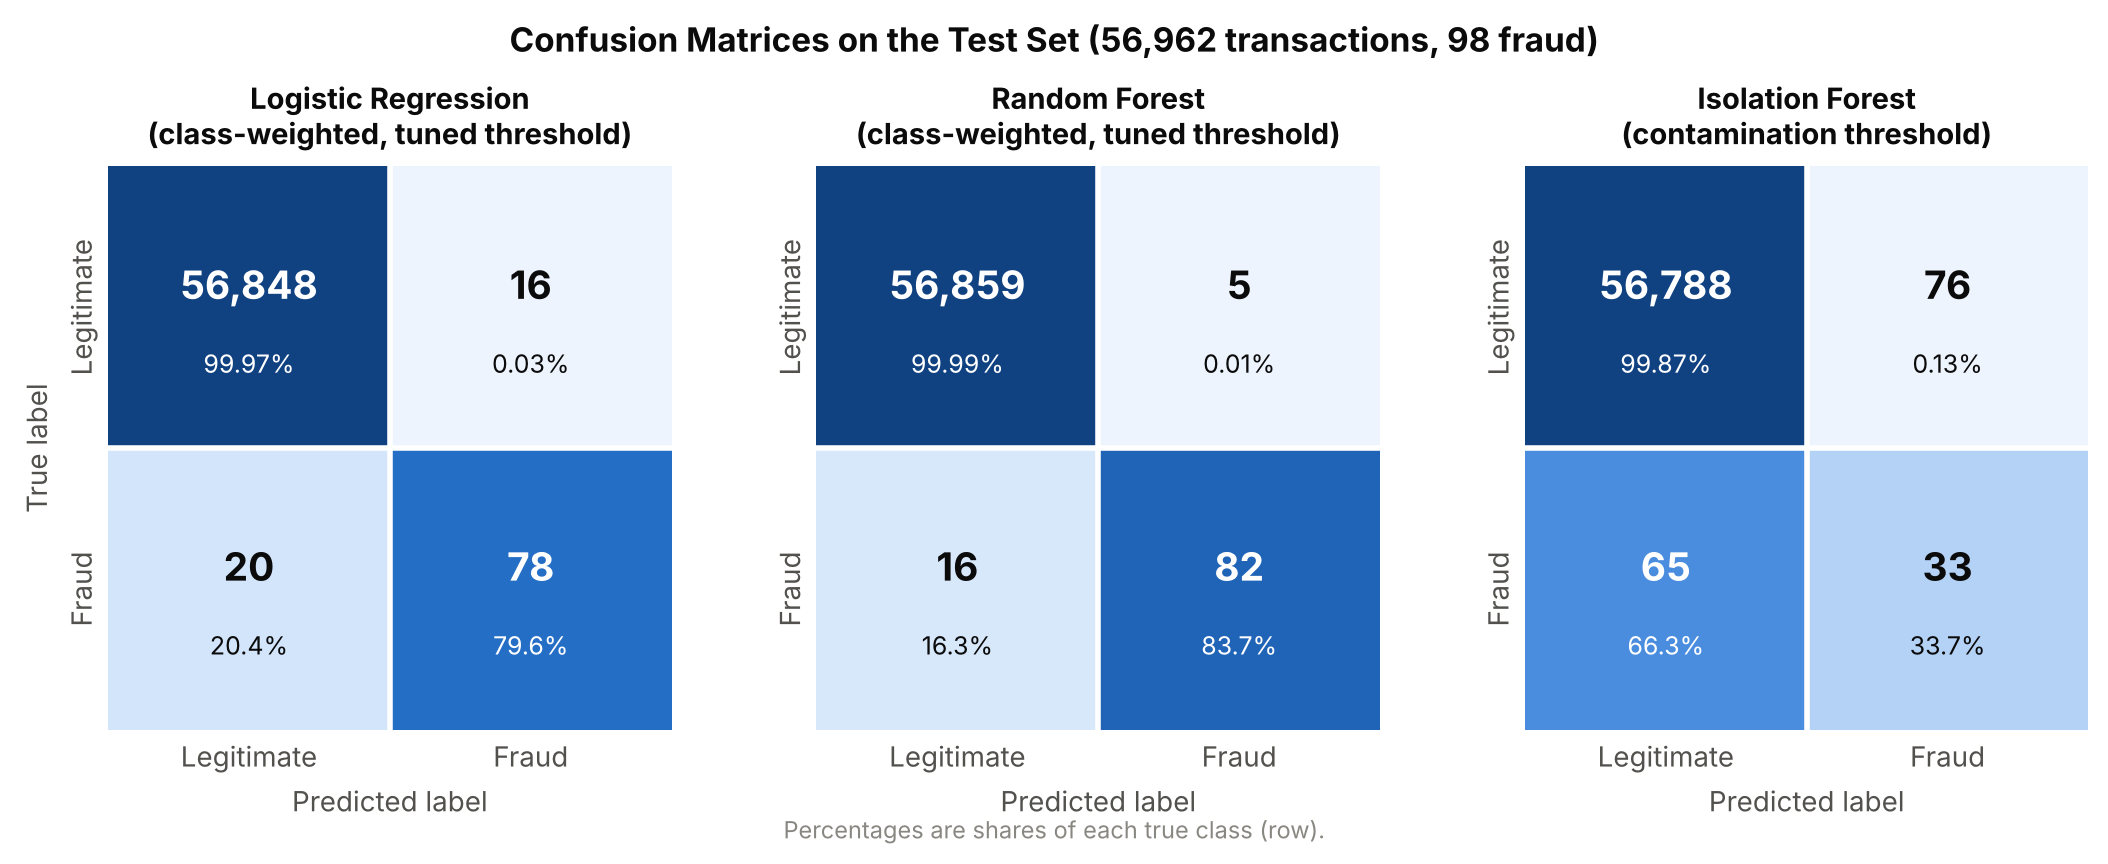 Confusion Matrices on the Test Set (56,962 transactions, 98 fraud)
Logistic Regression
(class-weighted, tuned threshold)
True label
Legitimate
56,848
99.97%
16
0.03%
Fraud
20
20.4%
78
79.6%
Legitimate
Fraud
Predicted label
Random Forest
(class-weighted, tuned threshold)
Legitimate
56,859
99.99%
5
0.01%
Fraud
16
16.3%
82
83.7%
Legitimate
Fraud
Predicted label
Isolation Forest
(contamination threshold)
Legitimate
56,788
99.87%
76
0.13%
Fraud
65
66.3%
33
33.7%
Legitimate
Fraud
Predicted label
Percentages are shares of each true class (row).